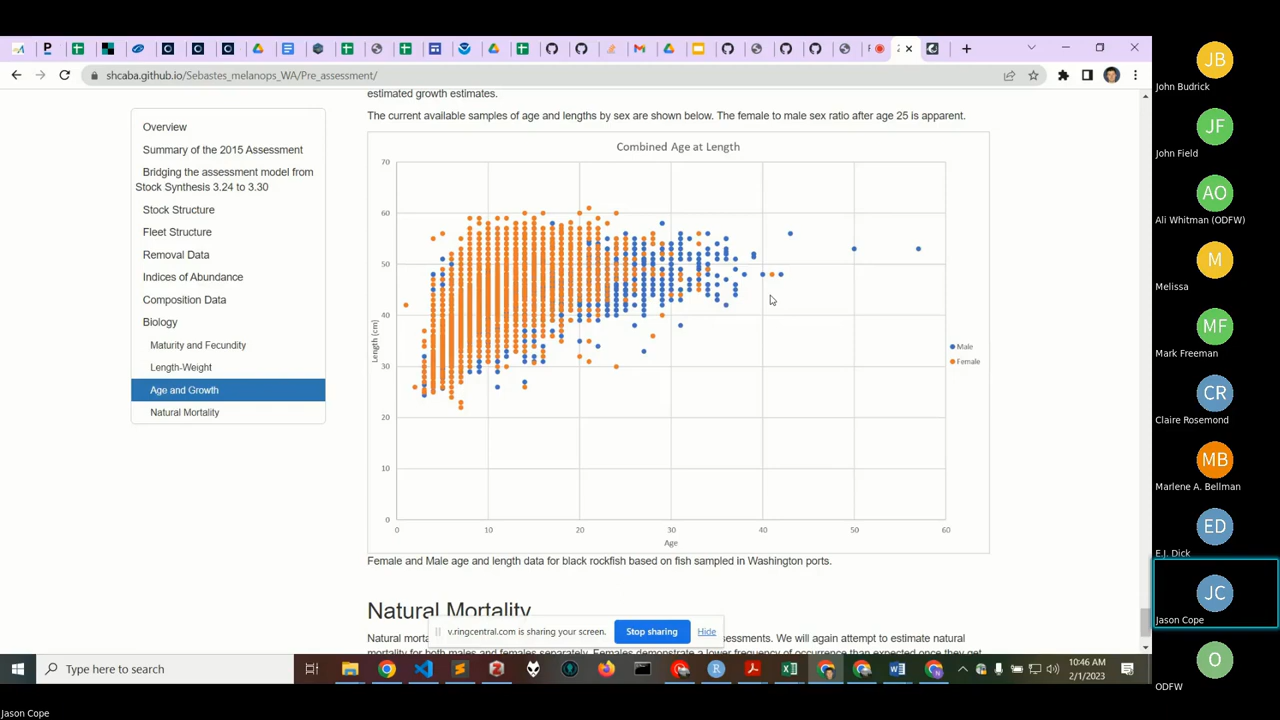 shcaba.github.io/Sebastes_melanops_WA/Pre_assessment/
Overview
Summary of the 2015 Assessment
Bridging the assessment model from
Stock Synthesis 3.24 to 3.30
Stock Structure
Fleet Structure
Removal Data
Indices of Abundance
Composition Data
Biology
Maturity and Fecundity
Length-Weight
Age and Growth
Natural Mortality
estimated growth estimates.
The current available samples of age and lengths by sex are shown below. The female to male sex ratio after age 25 is apparent.
Combined Age at Length
70
60
50
40
30
20
10
0
Length (cm)
0 10 20 30 40 50 60
Age
Male
Female
Female and Male age and length data for black rockfish based on fish sampled in Washington ports.
Natural Mortality
v.ringcentral.com is sharing your screen.
Stop sharing
Hide
JB
John Budrick
JF
John Field
AO
Ali Whitman (ODFW)
M
Melissa
MF
Mark Freeman
CR
Claire Rosemond
MB
Marlene A. Bellman
ED
E.J. Dick
JC
Jason Cope
O
ODFW
Type here to search
10:46 AM
2/1/2023
Jason Cope